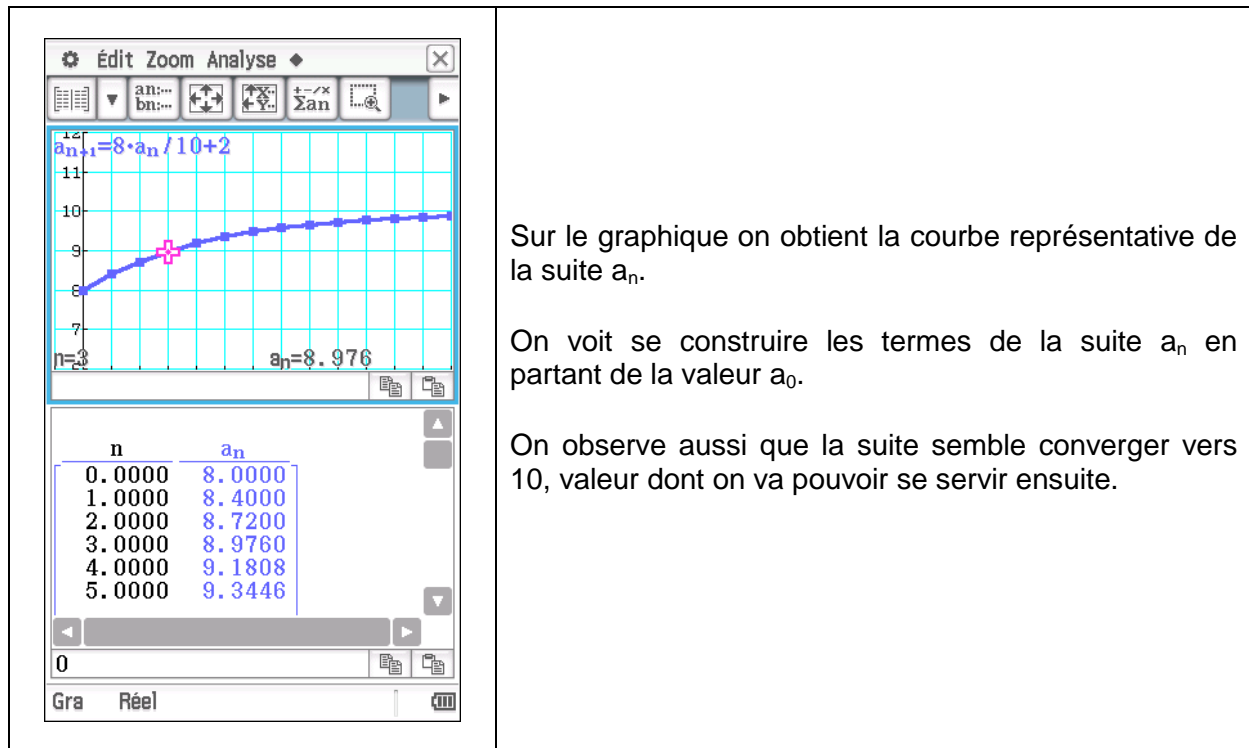 Édit Zoom Analyse ◆
an:...
bn:...
X..
Y..
+-/×
Σan
aₙ₊₁=8·aₙ/10+2
12
11
10
9
8
7
n=3 aₙ=8.976
n aₙ
0.0000 8.0000
1.0000 8.4000
2.0000 8.7200
3.0000 8.9760
4.0000 9.1808
5.0000 9.3446
0
Gra Réel
Sur le graphique on obtient la courbe représentative de
la suite aₙ.
On voit se construire les termes de la suite aₙ en
partant de la valeur a₀.
On observe aussi que la suite semble converger vers
10, valeur dont on va pouvoir se servir ensuite.